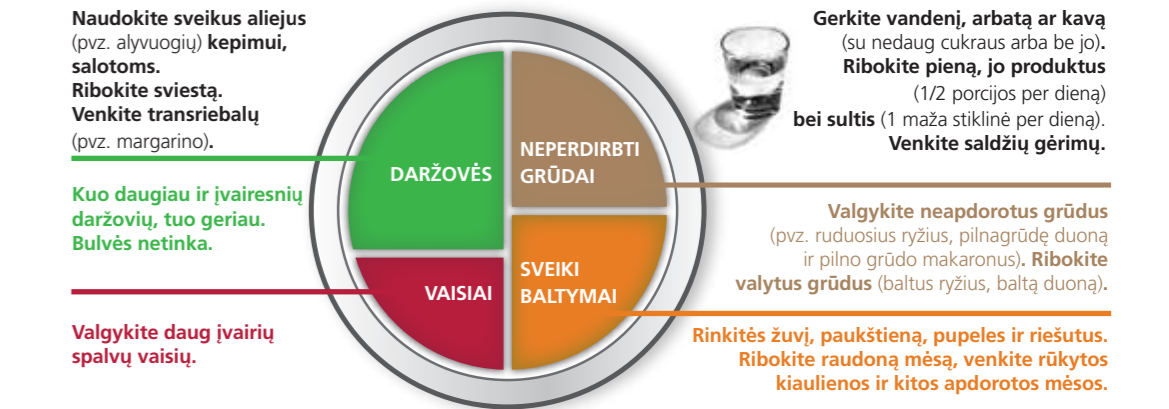 Naudokite sveikus aliejus
(pvz. alyvuogių) kepimui,
salotoms.
Ribokite sviestą.
Venkite transriebalų
(pvz. margarino).
Kuo daugiau ir įvairesnių
daržovių, tuo geriau.
Bulvės netinka.
Valgykite daug įvairių
spalvų vaisių.
DARŽOVĖS
NEPERDIRBTI
GRŪDAI
VAISIAI
SVEIKI
BALTYMAI
Gerkite vandenį, arbatą ar kavą
(su nedaug cukraus arba be jo).
Ribokite pieną, jo produktus
(1/2 porcijos per dieną)
bei sultis (1 maža stiklinė per dieną).
Venkite saldžių gėrimų.
Valgykite neapdorotus grūdus
(pvz. ruduosius ryžius, pilnagrūdę duoną
ir pilno grūdo makaronus). Ribokite
valytus grūdus (baltus ryžius, baltą duoną).
Rinkitės žuvį, paukštieną, pupeles ir riešutus.
Ribokite raudoną mėsą, venkite rūkytos
kiaulienos ir kitos apdorotos mėsos.